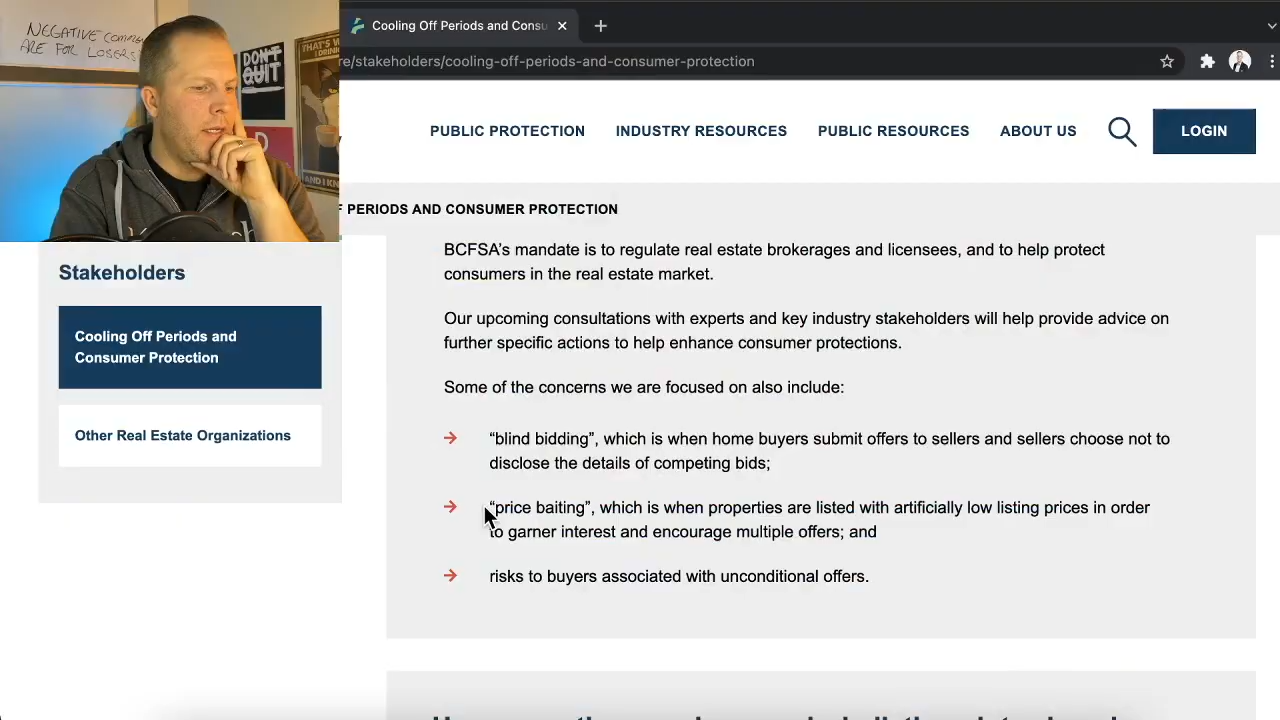 NEGATIVE
ARE FOR LOSERS
DON'T
QUIT
THAT'S W
I DRIN
AND I KN
Cooling Off Periods and Consu
re/stakeholders/cooling-off-periods-and-consumer-protection
PUBLIC PROTECTION INDUSTRY RESOURCES PUBLIC RESOURCES ABOUT US LOGIN
F PERIODS AND CONSUMER PROTECTION
Stakeholders
Cooling Off Periods and
Consumer Protection
Other Real Estate Organizations
BCFSA’s mandate is to regulate real estate brokerages and licensees, and to help protect
consumers in the real estate market.
Our upcoming consultations with experts and key industry stakeholders will help provide advice on
further specific actions to help enhance consumer protections.
Some of the concerns we are focused on also include:
“blind bidding”, which is when home buyers submit offers to sellers and sellers choose not to
disclose the details of competing bids;
“price baiting”, which is when properties are listed with artificially low listing prices in order
to garner interest and encourage multiple offers; and
risks to buyers associated with unconditional offers.